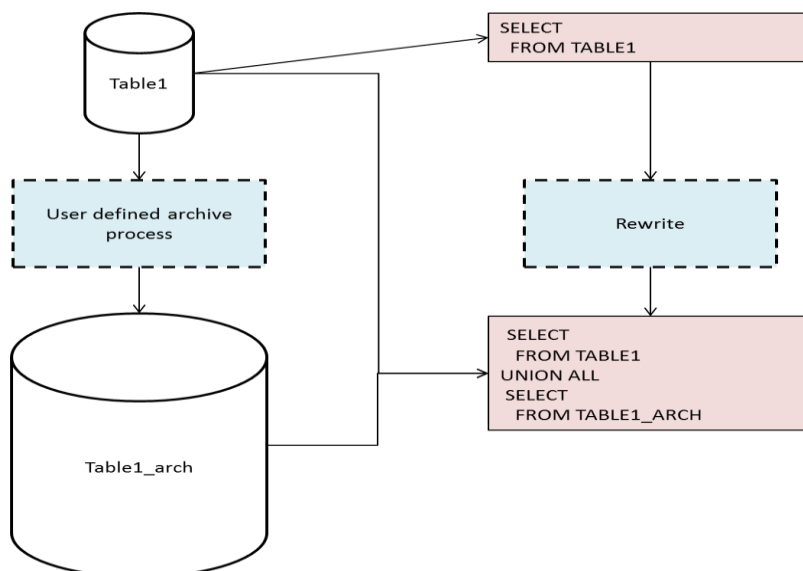 Table1
SELECT
FROM TABLE1
User defined archive
process
Rewrite
Table1_arch
SELECT
FROM TABLE1
UNION ALL
SELECT
FROM TABLE1_ARCH